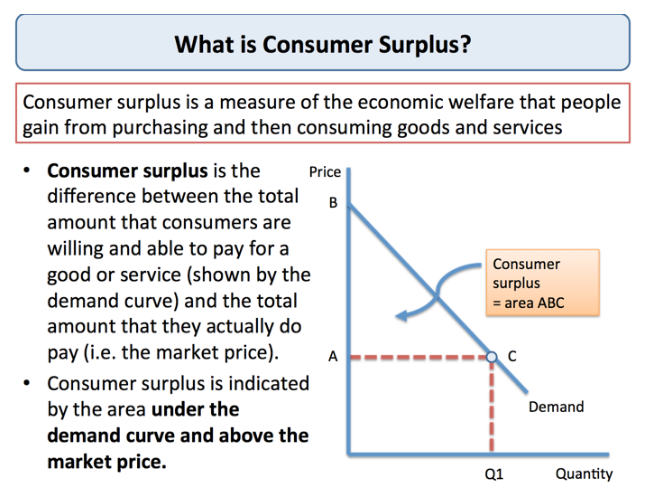 What is Consumer Surplus?
Consumer surplus is a measure of the economic welfare that people
gain from purchasing and then consuming goods and services
• Consumer surplus is the
difference between the total
amount that consumers are
willing and able to pay for a
good or service (shown by the
demand curve) and the total
amount that they actually do
pay (i.e. the market price).
• Consumer surplus is indicated
by the area under the
demand curve and above the
market price.
Price
B
Consumer
surplus
= area ABC
A
C
Demand
Q1
Quantity